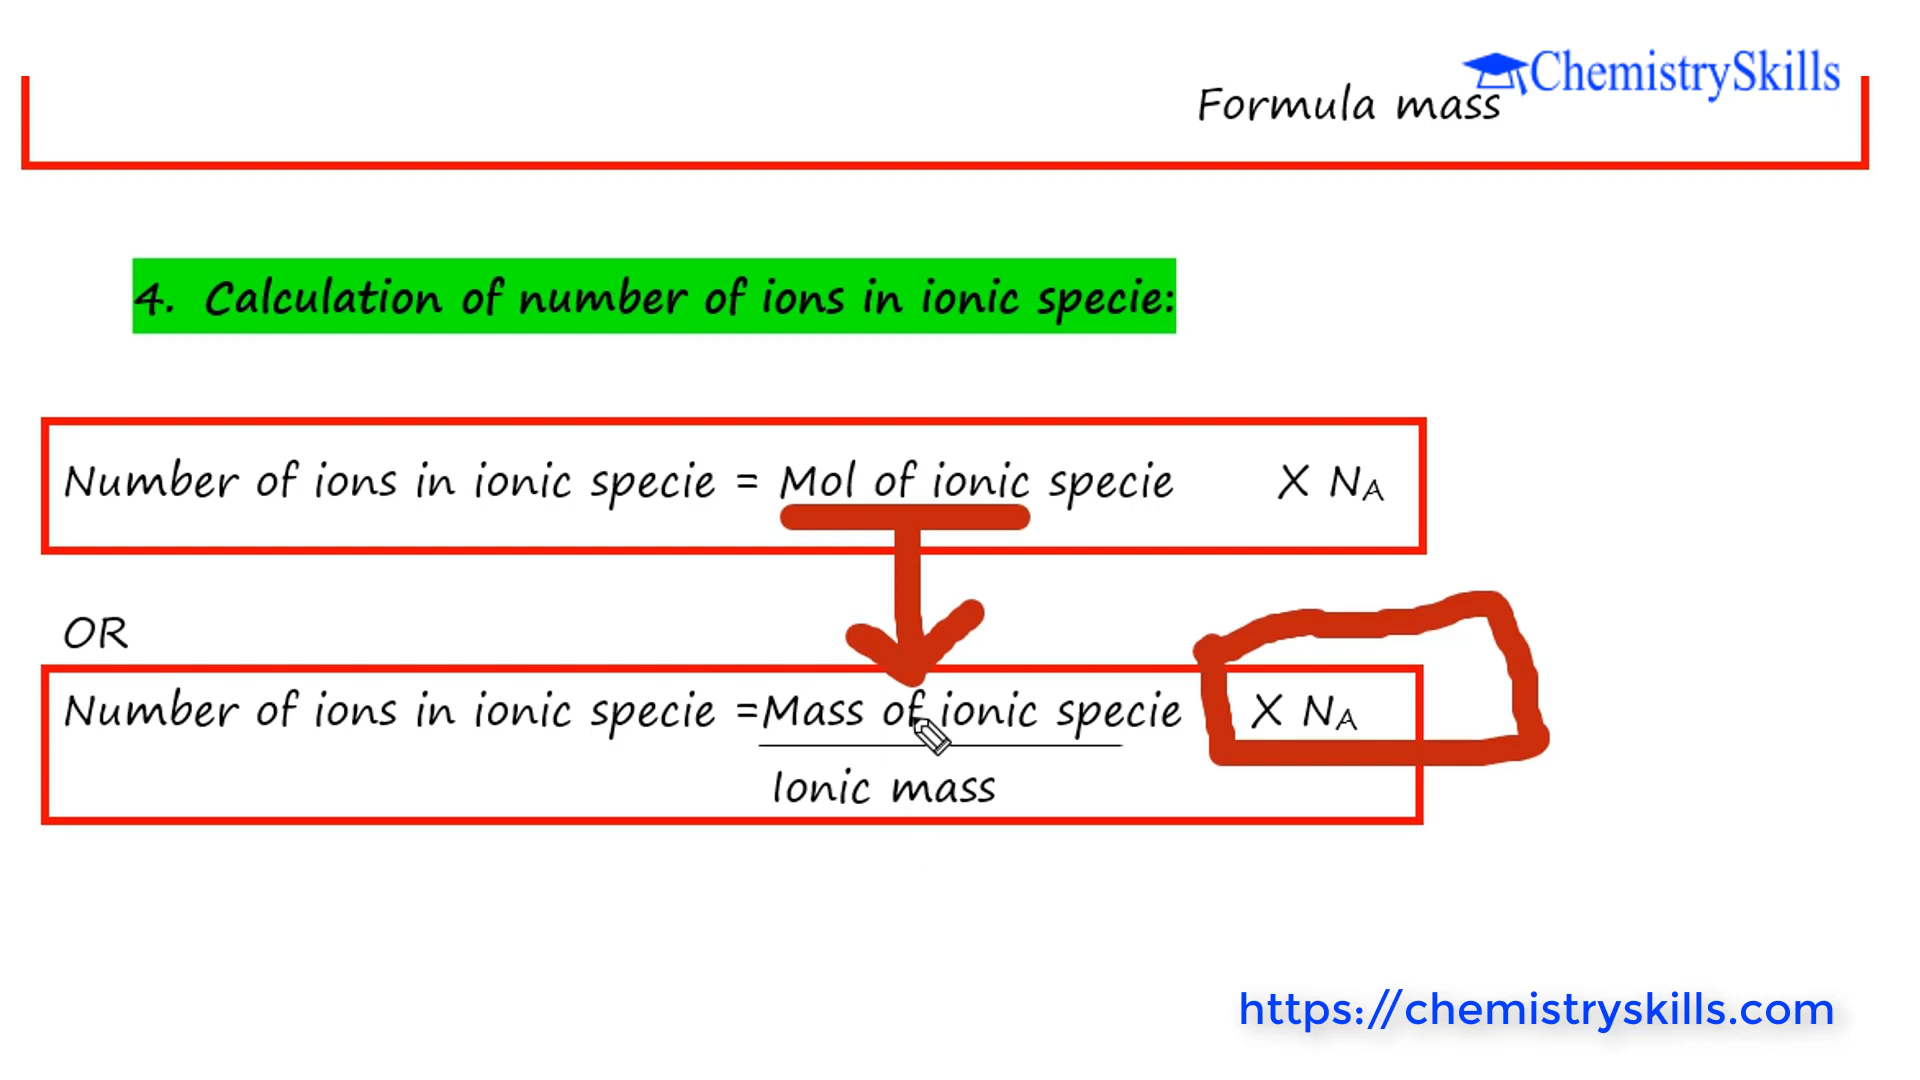 ChemistrySkills
Formula mass
4. Calculation of number of ions in ionic specie:
Number of ions in ionic specie = Mol of ionic specie X NA
OR
Number of ions in ionic specie =Mass of ionic specie X NA
Ionic mass
https://chemistryskills.com